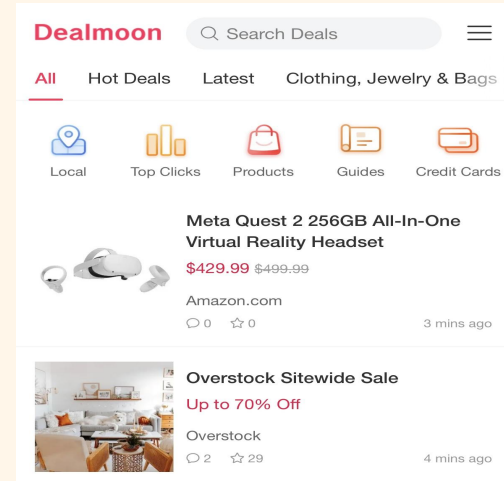 Dealmoon
Search Deals
All Hot Deals Latest Clothing, Jewelry & Bags
Local Top Clicks Products Guides Credit Cards
Meta Quest 2 256GB All-In-One
Virtual Reality Headset
$429.99 $499.99
Amazon.com
0 0 3 mins ago
Overstock Sitewide Sale
Up to 70% Off
Overstock
2 29 4 mins ago